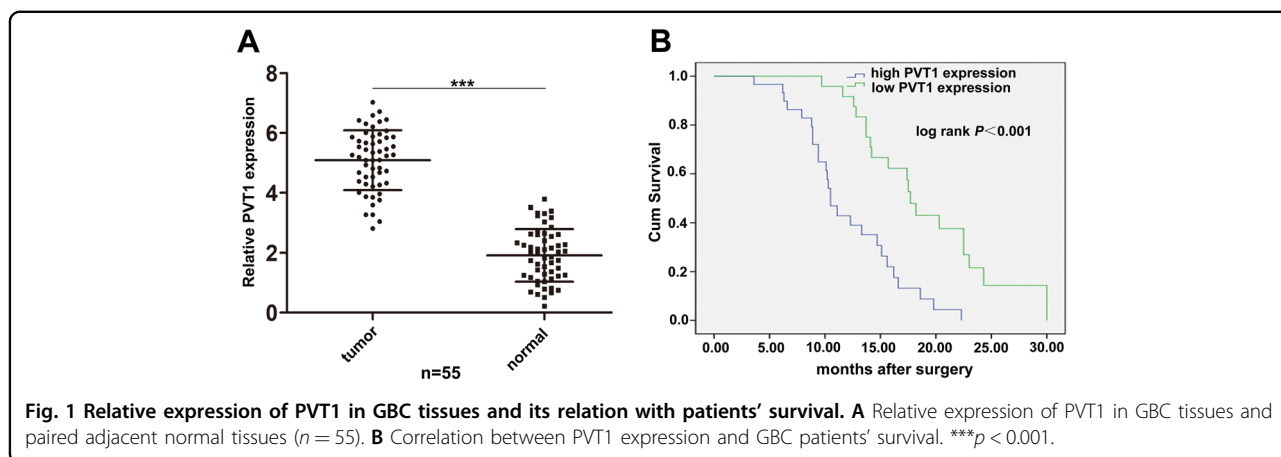 A
Relative PVT1 expression
8
6
4
2
0
***
tumor
normal
n=55
B
Cum Survival
1.0
0.8
0.6
0.4
0.2
0.0
high PVT1 expression
low PVT1 expression
log rank P<0.001
0.00 5.00 10.00 15.00 20.00 25.00 30.00
months after surgery
Fig. 1 Relative expression of PVT1 in GBC tissues and its relation with patients' survival. A Relative expression of PVT1 in GBC tissues and
paired adjacent normal tissues (n = 55). B Correlation between PVT1 expression and GBC patients' survival. ***p < 0.001.